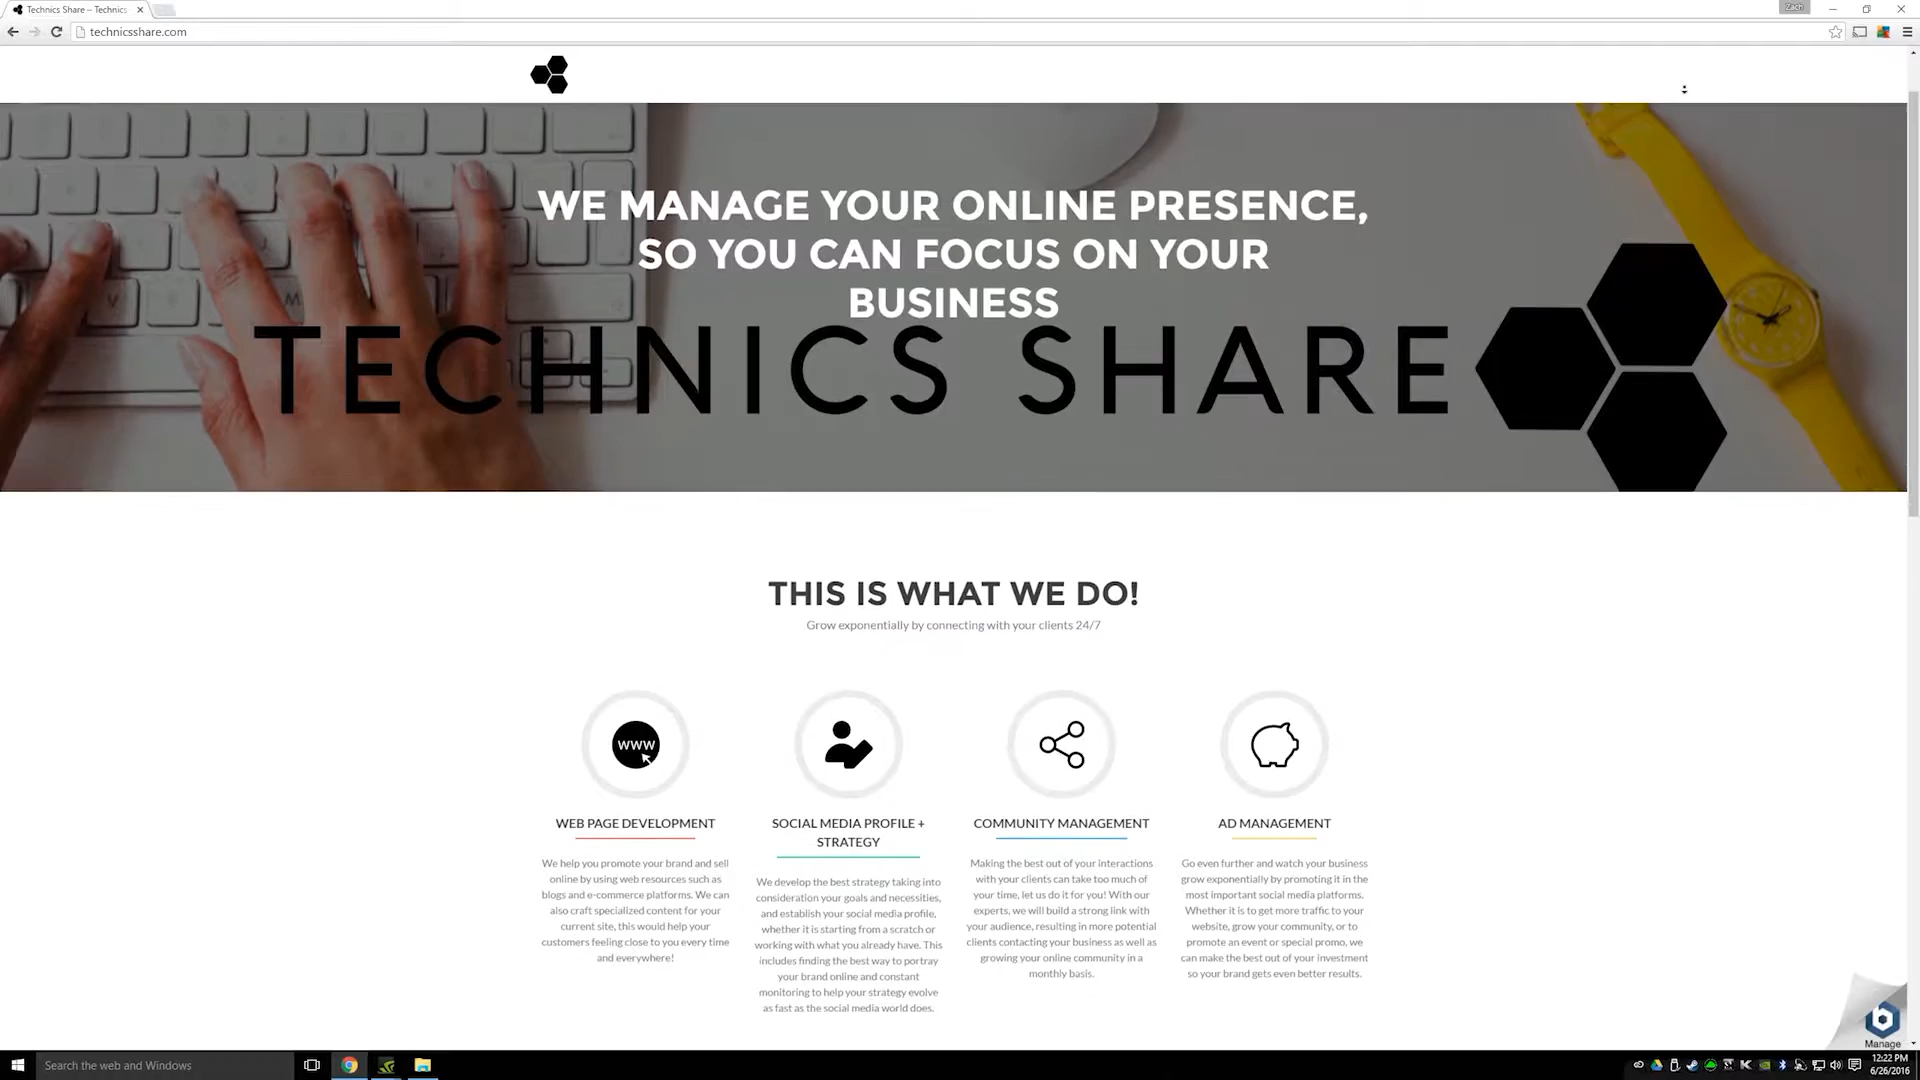 Technics Share – Technics
Zach
technicsshare.com
WE MANAGE YOUR ONLINE PRESENCE,
SO YOU CAN FOCUS ON YOUR
BUSINESS
TECHNICS SHARE
THIS IS WHAT WE DO!
Grow exponentially by connecting with your clients 24/7
www
WEB PAGE DEVELOPMENT
We help you promote your brand and sell
online by using web resources such as
blogs and e-commerce platforms. We can
also craft specialized content for your
current site, this would help your
customers feeling close to you every time
and everywhere!
SOCIAL MEDIA PROFILE +
STRATEGY
We develop the best strategy taking into
consideration your goals and necessities,
and establish your social media profile,
whether it is starting from a scratch or
working with what you already have. This
includes finding the best way to portray
your brand online and constant
monitoring to help your strategy evolve
as fast as the social media world does.
COMMUNITY MANAGEMENT
Making the best out of your interactions
with your clients can take too much of
your time, let us do it for you! With our
experts, we will build a strong link with
your audience, resulting in more potential
clients contacting your business as well as
growing your online community in a
monthly basis.
AD MANAGEMENT
Go even further and watch your business
grow exponentially by promoting it in the
most important social media platforms.
Whether it is to get more traffic to your
website, grow your community, or to
promote an event or special promo, we
can make the best out of your investment
so your brand gets even better results.
Manage
Search the web and Windows
12:22 PM
6/26/2016